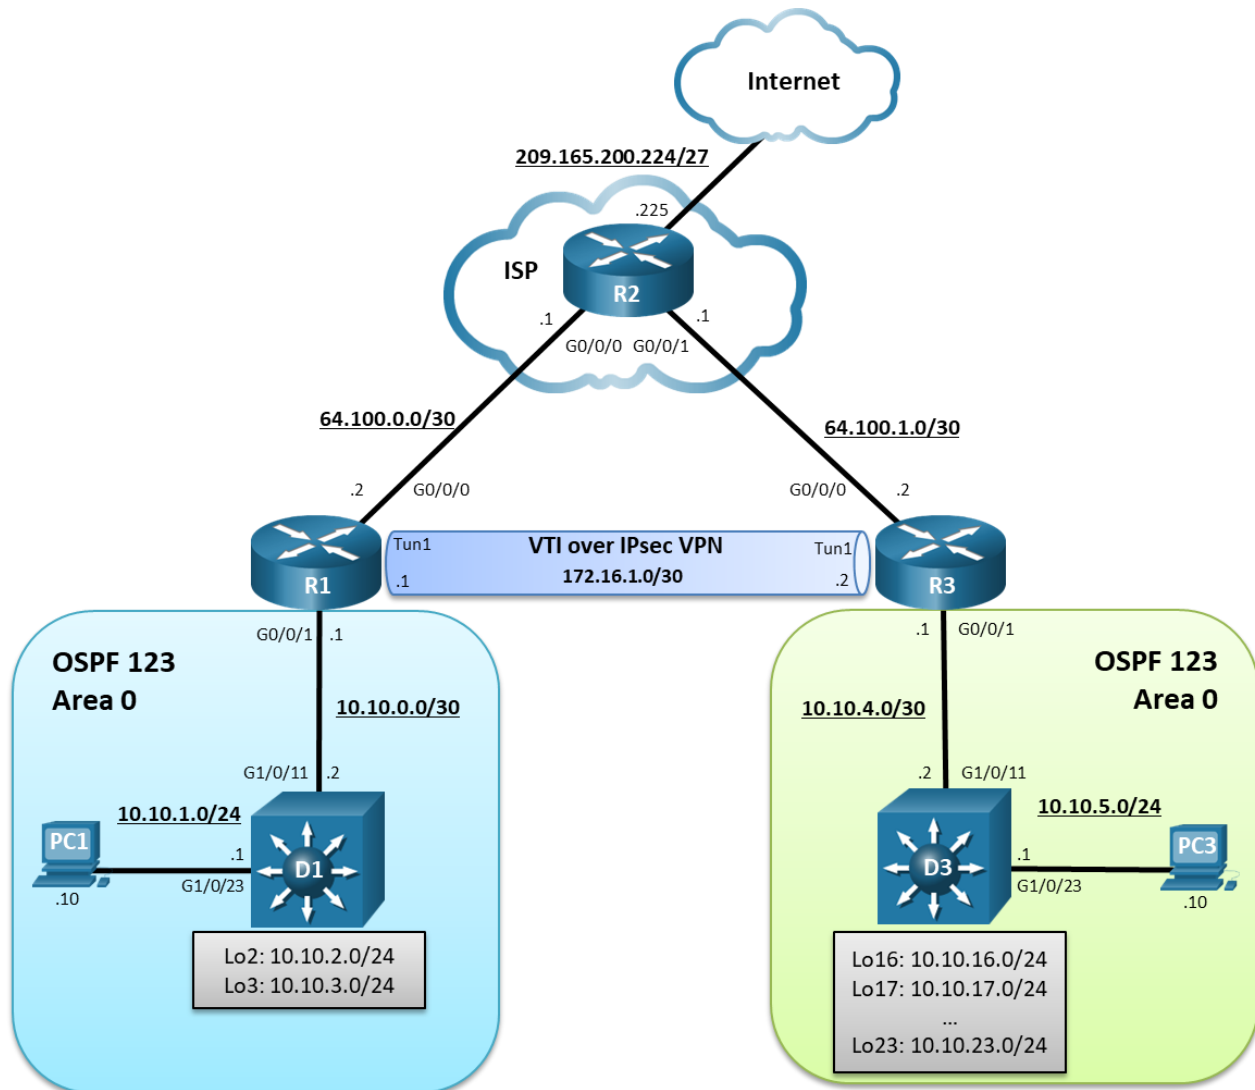 Internet
209.165.200.224/27
.225
ISP
R2
.1
.1
G0/0/0
G0/0/1
64.100.0.0/30
64.100.1.0/30
.2
G0/0/0
G0/0/0
.2
R1
Tun1
VTI over IPsec VPN
Tun1
.1
172.16.1.0/30
.2
R3
G0/0/1
.1
OSPF 123
Area 0
10.10.0.0/30
G1/0/11
.2
10.10.1.0/24
PC1
.1
D1
G1/0/23
.10
Lo2: 10.10.2.0/24
Lo3: 10.10.3.0/24
.1
G0/0/1
OSPF 123
Area 0
10.10.4.0/30
.2
G1/0/11
10.10.5.0/24
D3
.1
PC3
G1/0/23
.10
Lo16: 10.10.16.0/24
Lo17: 10.10.17.0/24
...
Lo23: 10.10.23.0/24